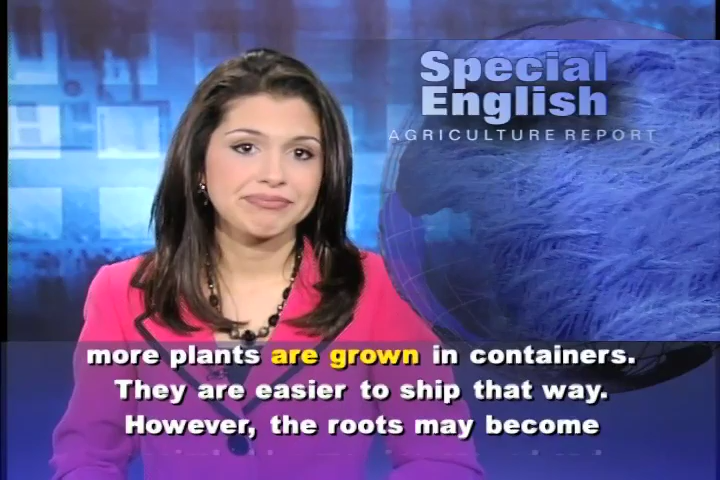 Special
English
AGRICULTURE REPORT
more plants are grown in containers.
They are easier to ship that way.
However, the roots may become